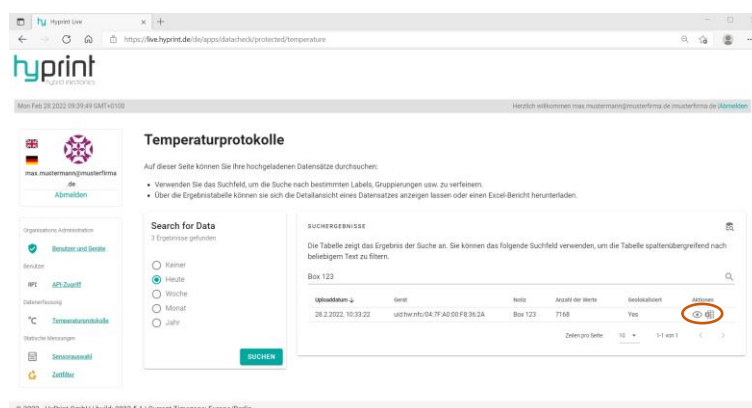 hy Hyprint Live
https://live.hyprint.de/de/apps/datacheck/protected/temperature
hyprint
hybrid electronics
Mon Feb 28 2022 09:39:49 GMT+0100
Herzlich willkommen max.mustermann@musterfirma.de (musterfirma.de )Abmelden
max.mustermann@musterfirma
.de
Abmelden
Organisations Administration
Benutzer und Geräte
Benutzer
API API-Zugriff
Datenerfassung
°C Temperaturprotokolle
Statische Messungen
Sensorauswahl
Zeitfilter
Temperaturprotokolle
Auf dieser Seite können Sie Ihre hochgeladenen Datensätze durchsuchen:
Verwenden Sie das Suchfeld, um die Suche nach bestimmten Labels, Gruppierungen usw. zu verfeinern.
Über die Ergebnistabelle können sie sich die Detailansicht eines Datensatzes anzeigen lassen oder einen Excel-Bericht herunterladen.
Search for Data
3 Ergebnisse gefunden
Keiner
Heute
Woche
Monat
Jahr
SUCHEN
SUCHERGEBNISSE
Die Tabelle zeigt das Ergebnis der Suche an. Sie können das folgende Suchfeld verwenden, um die Tabelle spaltenübergreifend nach
beliebigem Text zu filtern.
Box 123
Uploaddatum ↓ Gerät Notiz Anzahl der Werte Geolokalisiert Aktionen
28.2.2022, 10:33:22 uid:hw:nfc/04:7F:A0:00:F8:36:2A Box 123 7168 Yes
Zeilen pro Seite 10 1-1 von 1